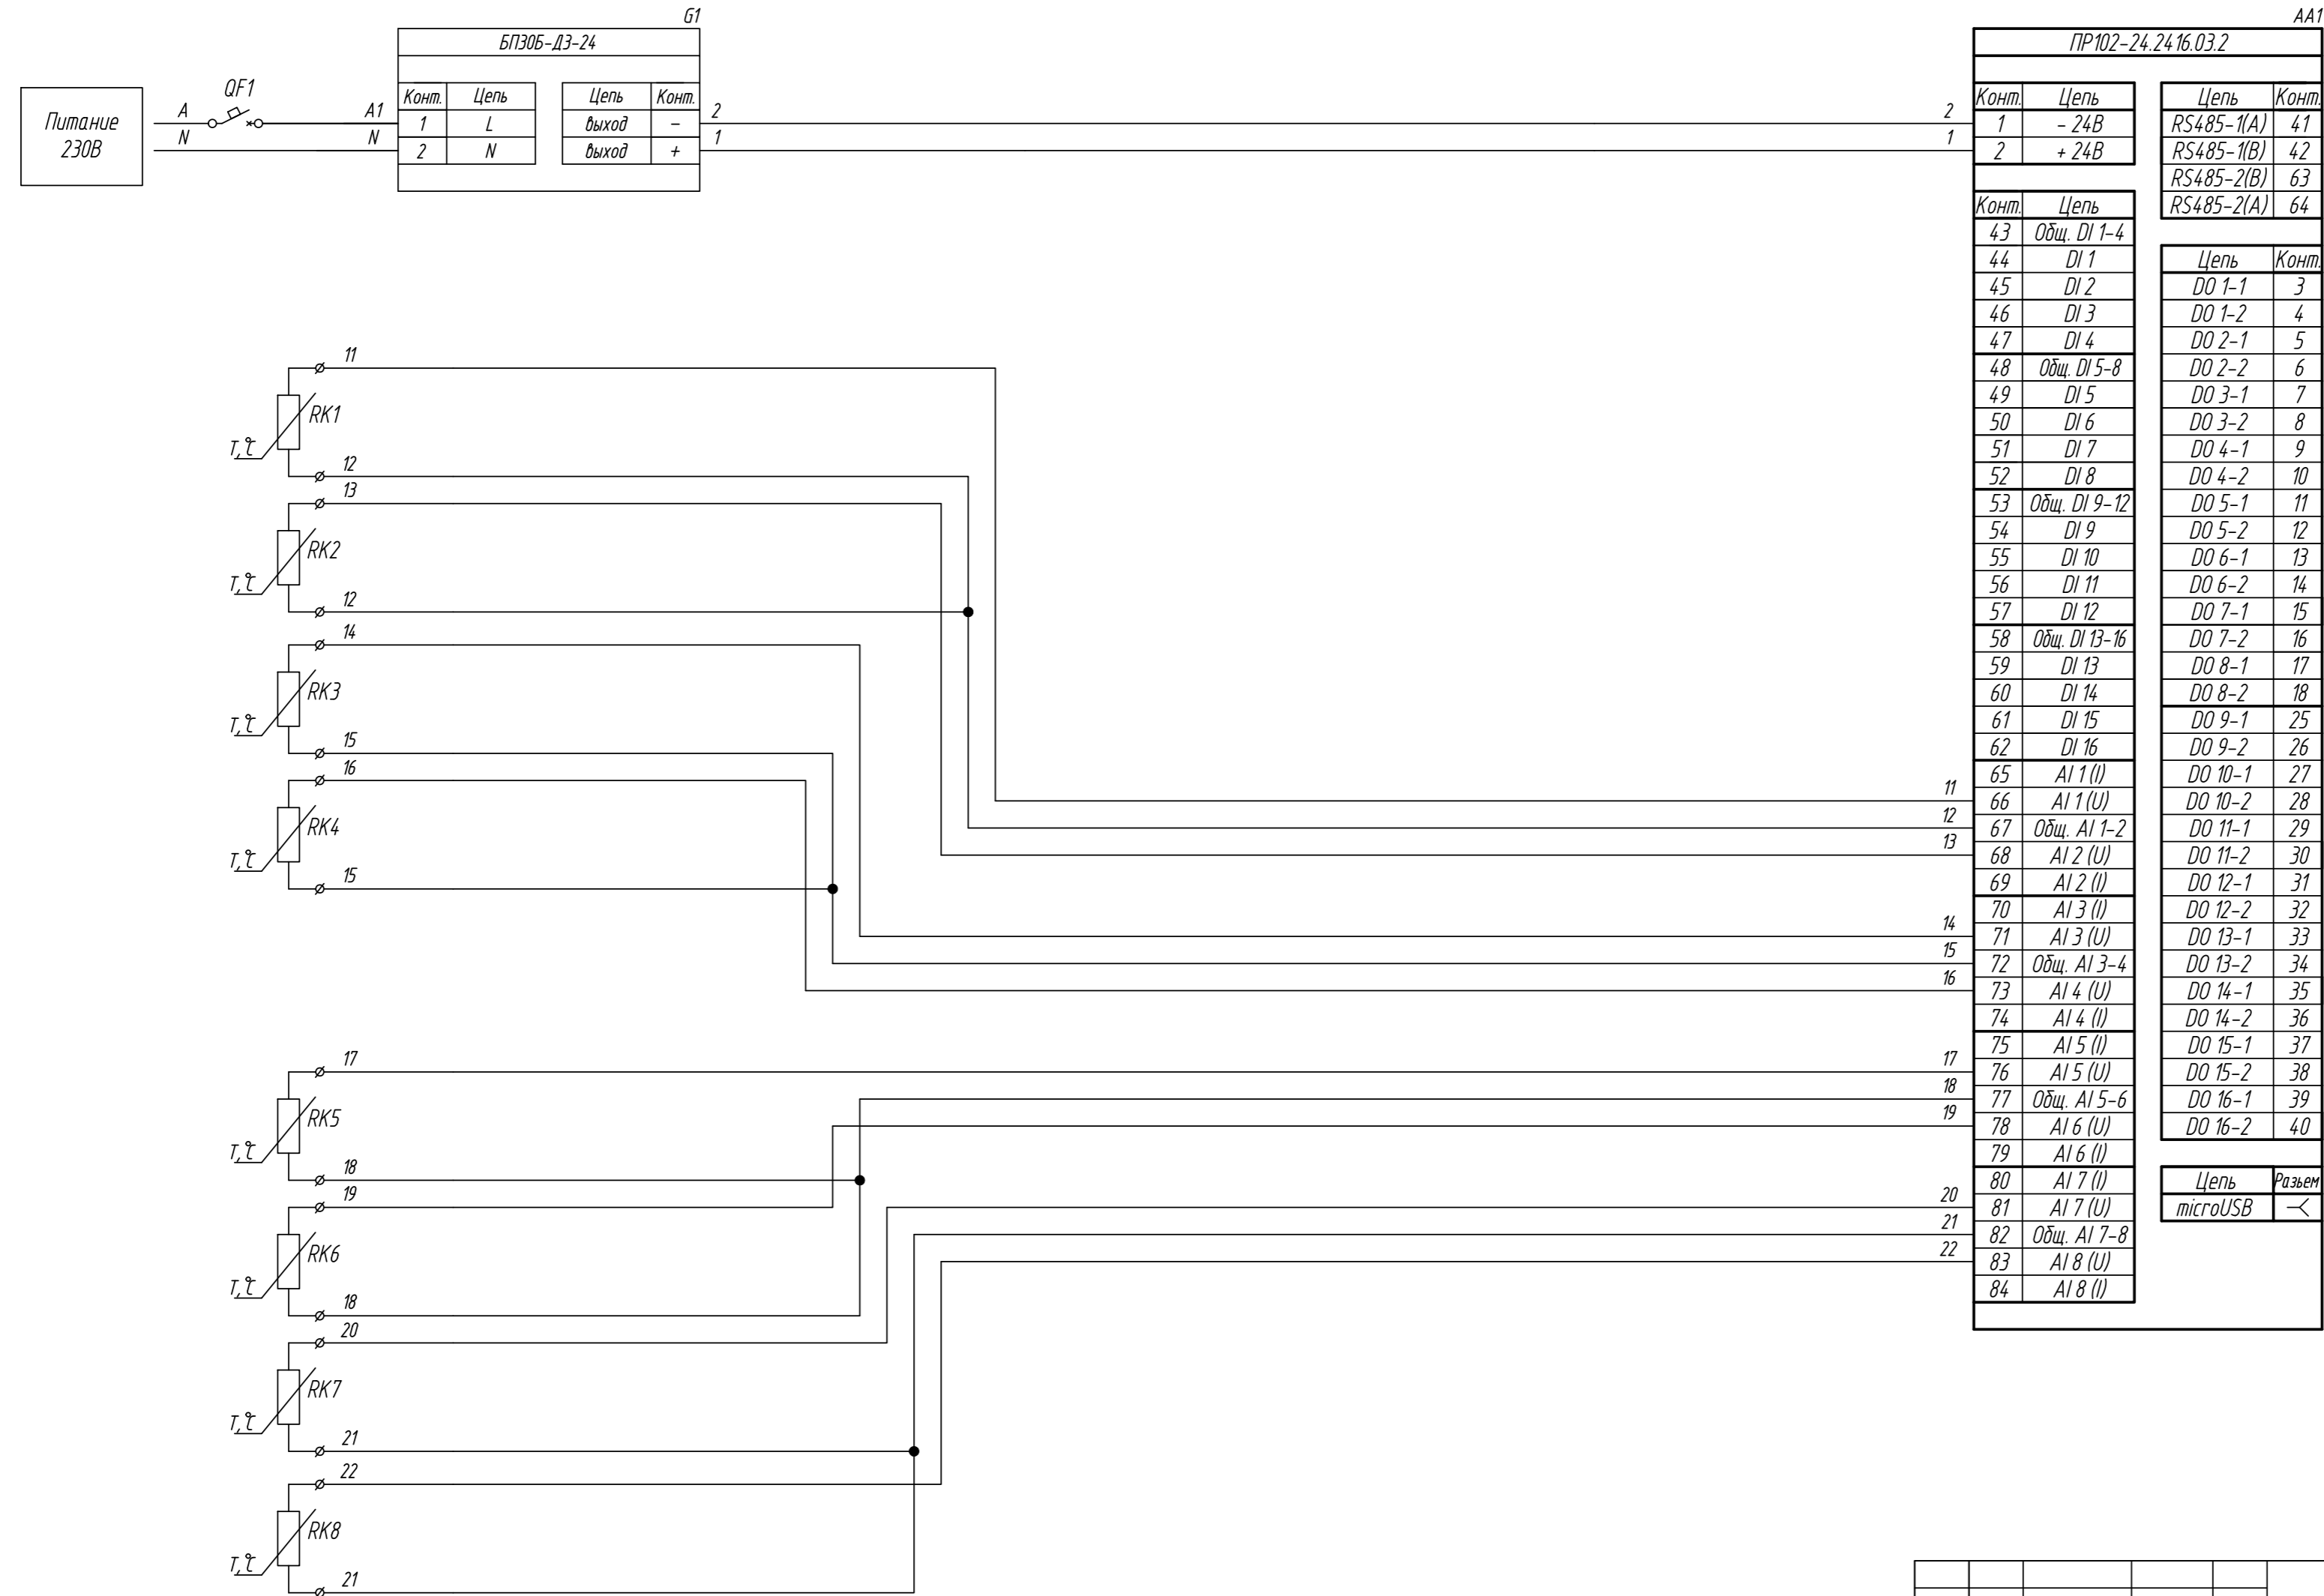 G1
AA1
БП30Б-Д3-24
ПР102-24.2416.03.2
Питание
230В
QF1
A
N
A1
N
Конт. Цепь
1 L
2 N
Цепь Конт.
выход -
выход +
2
1
2
1
Конт. Цепь
1 - 24В
2 + 24В
Цепь Конт.
RS485-1(A) 41
RS485-1(B) 42
RS485-2(B) 63
RS485-2(A) 64
Конт. Цепь
43 Общ. DI 1-4
44 DI 1
45 DI 2
46 DI 3
47 DI 4
48 Общ. DI 5-8
49 DI 5
50 DI 6
51 DI 7
52 DI 8
53 Общ. DI 9-12
54 DI 9
55 DI 10
56 DI 11
57 DI 12
58 Общ. DI 13-16
59 DI 13
60 DI 14
61 DI 15
62 DI 16
65 AI 1 (I)
66 AI 1 (U)
67 Общ. AI 1-2
68 AI 2 (U)
69 AI 2 (I)
70 AI 3 (I)
71 AI 3 (U)
72 Общ. AI 3-4
73 AI 4 (U)
74 AI 4 (I)
75 AI 5 (I)
76 AI 5 (U)
77 Общ. AI 5-6
78 AI 6 (U)
79 AI 6 (I)
80 AI 7 (I)
81 AI 7 (U)
82 Общ. AI 7-8
83 AI 8 (U)
84 AI 8 (I)
Цепь Конт.
DO 1-1 3
DO 1-2 4
DO 2-1 5
DO 2-2 6
DO 3-1 7
DO 3-2 8
DO 4-1 9
DO 4-2 10
DO 5-1 11
DO 5-2 12
DO 6-1 13
DO 6-2 14
DO 7-1 15
DO 7-2 16
DO 8-1 17
DO 8-2 18
DO 9-1 25
DO 9-2 26
DO 10-1 27
DO 10-2 28
DO 11-1 29
DO 11-2 30
DO 12-1 31
DO 12-2 32
DO 13-1 33
DO 13-2 34
DO 14-1 35
DO 14-2 36
DO 15-1 37
DO 15-2 38
DO 16-1 39
DO 16-2 40
Цепь Разъем
microUSB
11
RK1
T,℃
12
13
RK2
T,℃
12
14
RK3
T,℃
15
16
RK4
T,℃
15
17
RK5
T,℃
18
19
RK6
T,℃
18
20
RK7
T,℃
21
22
RK8
T,℃
21
11
12
13
14
15
16
17
18
19
20
21
22